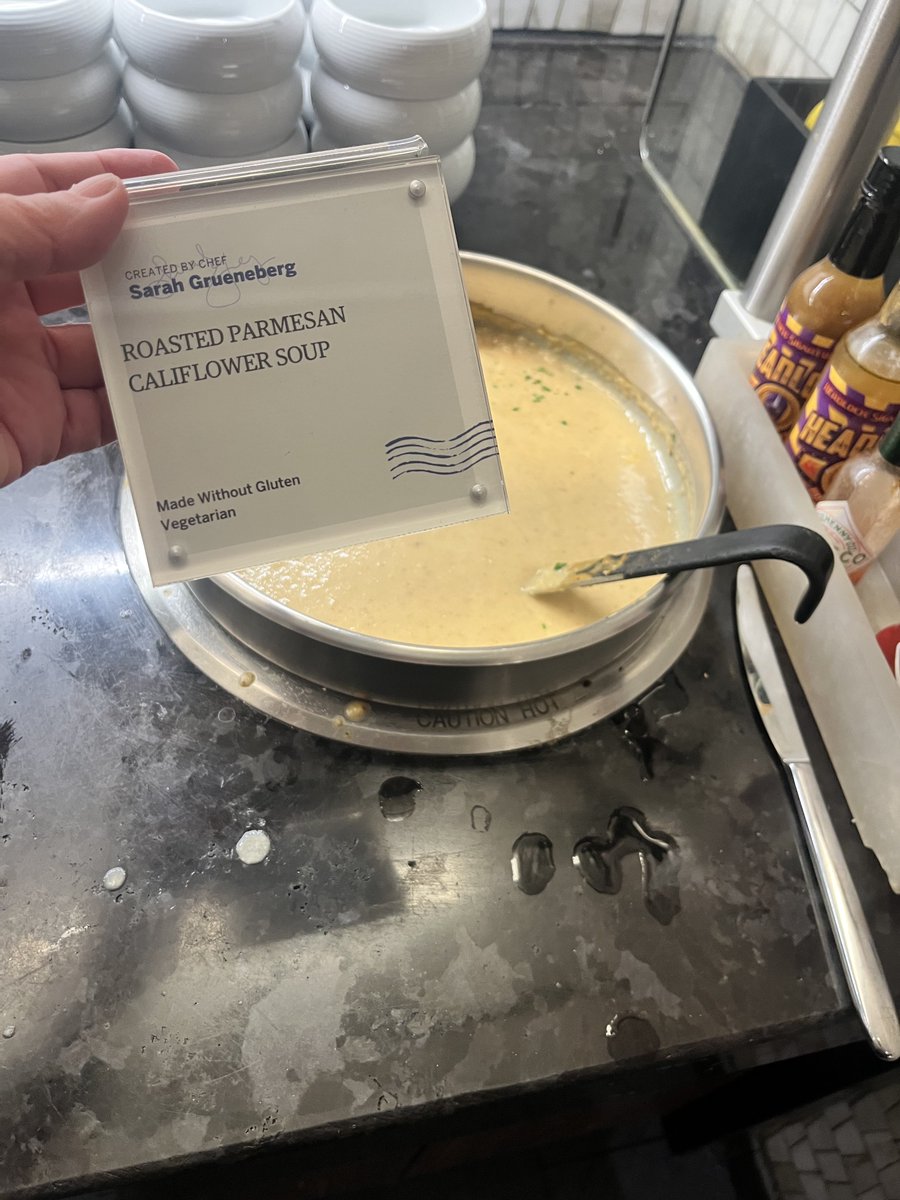 CREATED BY CHEF
Sarah Grueneberg
ROASTED PARMESAN
CALIFLOWER SOUP
Made Without Gluten
Vegetarian
CAUTION HOT